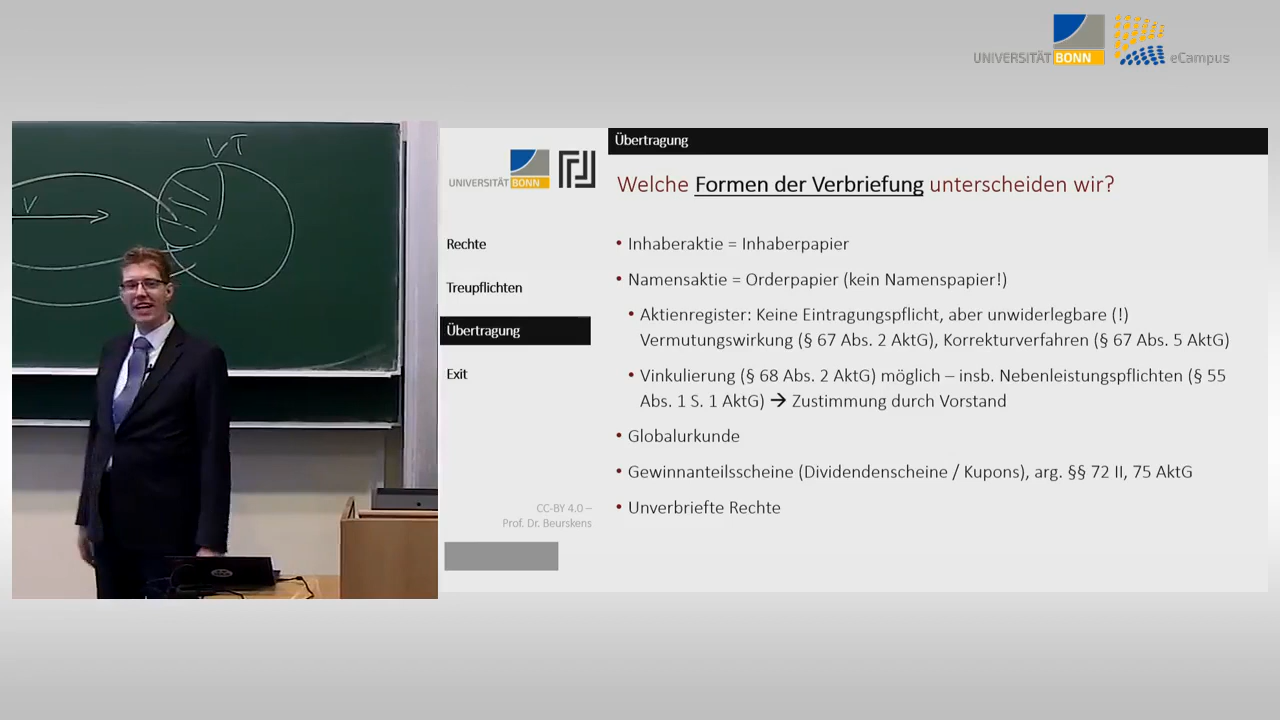 UNIVERSITÄT BONN eCampus
VT
V
UNIVERSITÄT BONN
Rechte
Treupflichten
Übertragung
Exit
CC-BY 4.0 –
Prof. Dr. Beurskens
Übertragung
Welche Formen der Verbriefung unterscheiden wir?
• Inhaberaktie = Inhaberpapier
• Namensaktie = Orderpapier (kein Namenspapier!)
• Aktienregister: Keine Eintragungspflicht, aber unwiderlegbare (!)
Vermutungswirkung (§ 67 Abs. 2 AktG), Korrekturverfahren (§ 67 Abs. 5 AktG)
• Vinkulierung (§ 68 Abs. 2 AktG) möglich – insb. Nebenleistungspflichten (§ 55
Abs. 1 S. 1 AktG) → Zustimmung durch Vorstand
• Globalurkunde
• Gewinnanteilsscheine (Dividendenscheine / Kupons), arg. §§ 72 II, 75 AktG
• Unverbriefte Rechte